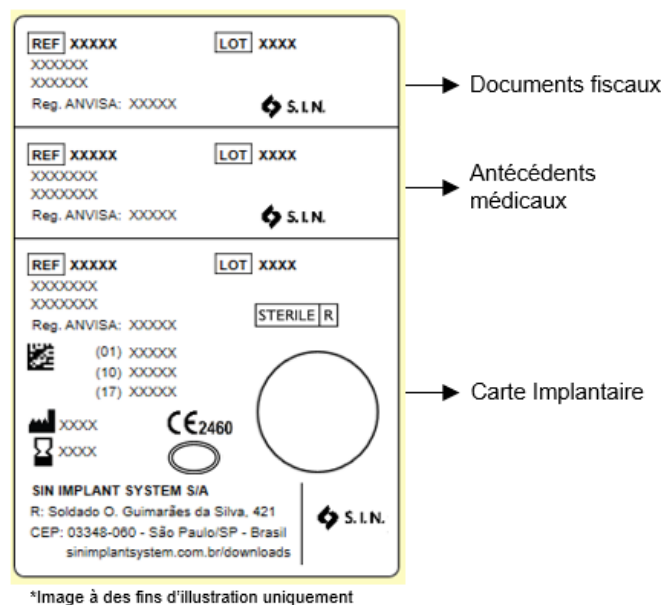 REF XXXXX LOT XXXX
XXXXXX
XXXXXX
Reg. ANVISA: XXXXX S.I.N.
Documents fiscaux
REF XXXXX LOT XXXX
XXXXXXX
XXXXXXX
Reg. ANVISA: XXXXX S.I.N.
Antécédents
médicaux
REF XXXXX LOT XXXX
XXXXXXX
XXXXXXX
Reg. ANVISA: XXXXX
STERILE R
(01) XXXXX
(10) XXXXX
(17) XXXXX
XXXX
CE2460
XXXX
Carte Implantaire
SIN IMPLANT SYSTEM S/A
R: Soldado O. Guimarães da Silva, 421
CEP: 03348-060 - São Paulo/SP - Brasil
sinimplantsystem.com.br/downloads
S.I.N.
*Image à des fins d'illustration uniquement